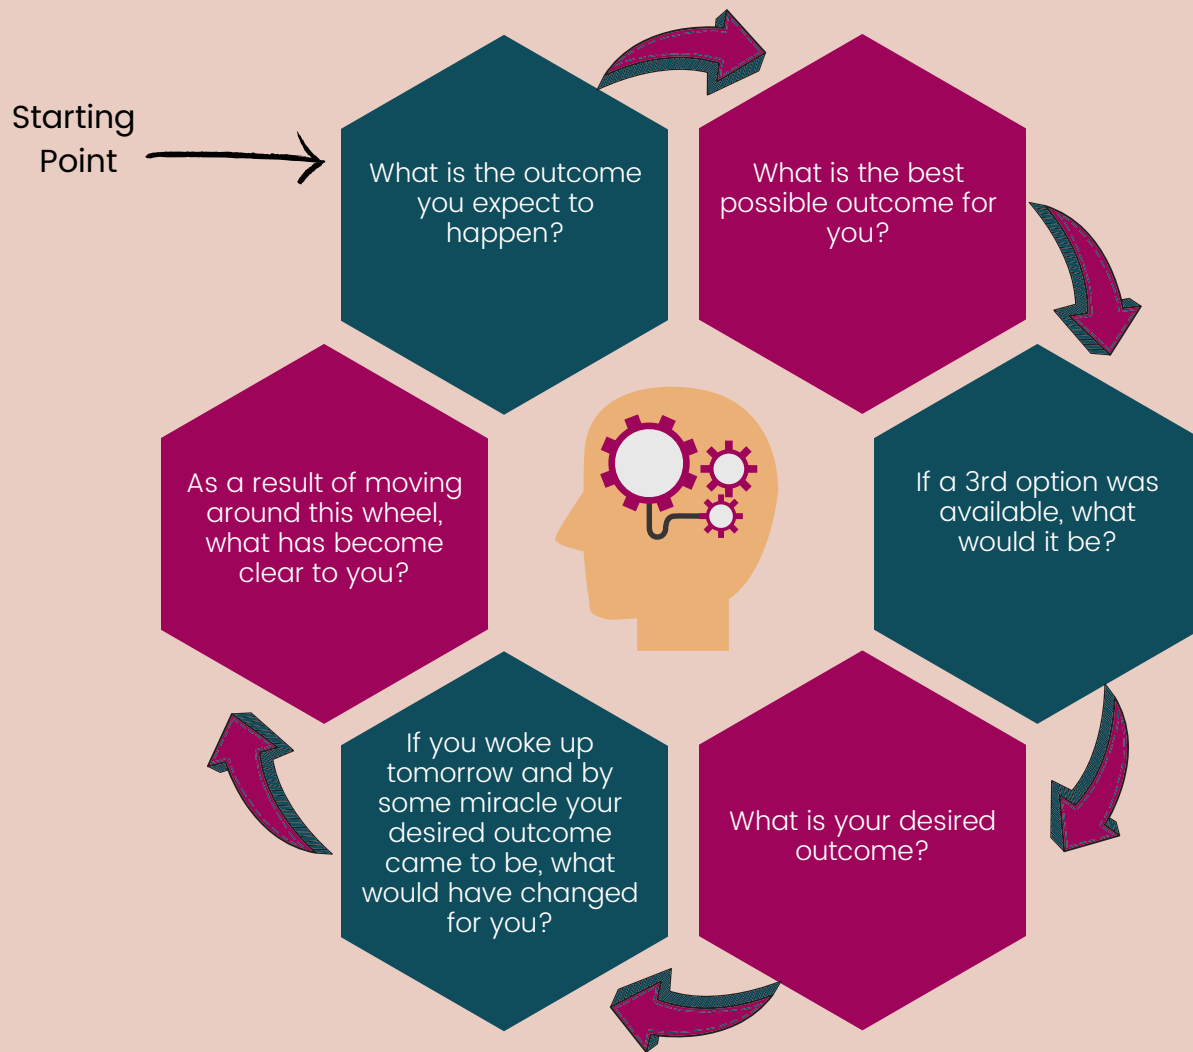 Starting
Point
What is the outcome
you expect to
happen?
What is the best
possible outcome for
you?
If a 3rd option was
available, what
would it be?
What is your desired
outcome?
If you woke up
tomorrow and by
some miracle your
desired outcome
came to be, what
would have changed
for you?
As a result of moving
around this wheel,
what has become
clear to you?